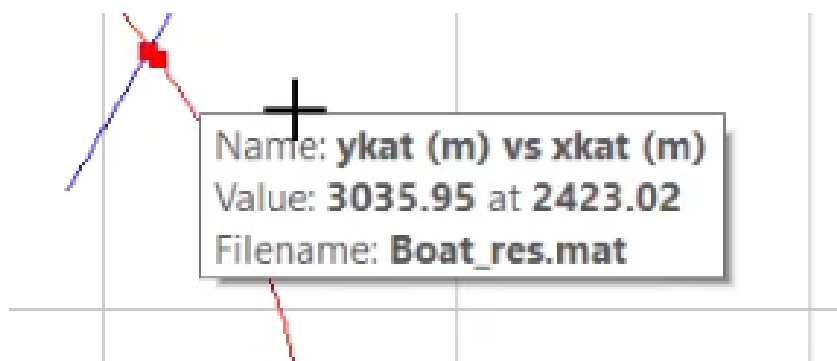 Name: ykat (m) vs xkat (m)
Value: 3035.95 at 2423.02
Filename: Boat_res.mat